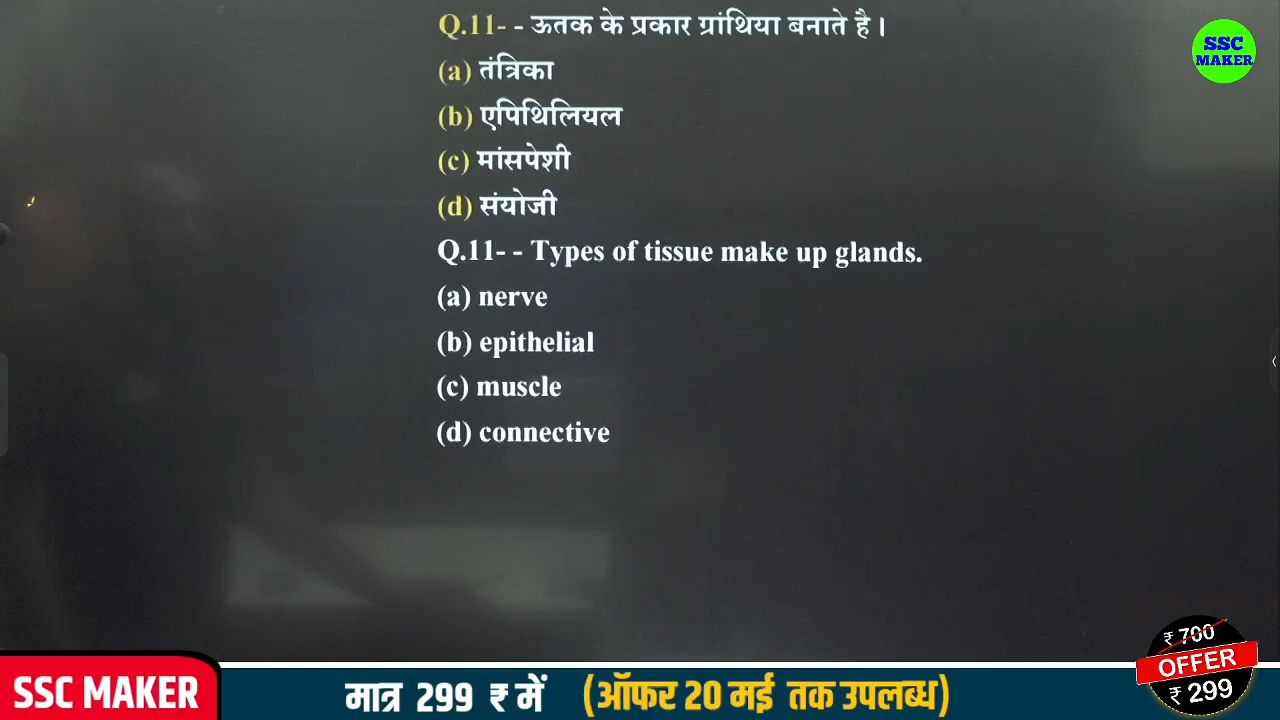 Q.11- - ऊतक के प्रकार ग्रांथिया बनाते है।
SSC
MAKER
(a) तंत्रिका
(b) एपिथिलियल
(c) मांसपेशी
(d) संयोजी
Q.11- - Types of tissue make up glands.
(a) nerve
(b) epithelial
(c) muscle
(d) connective
₹ 700
OFFER
₹ 299
SSC MAKER
मात्र 299 ₹ में (ऑफर 20 मई तक उपलब्ध)